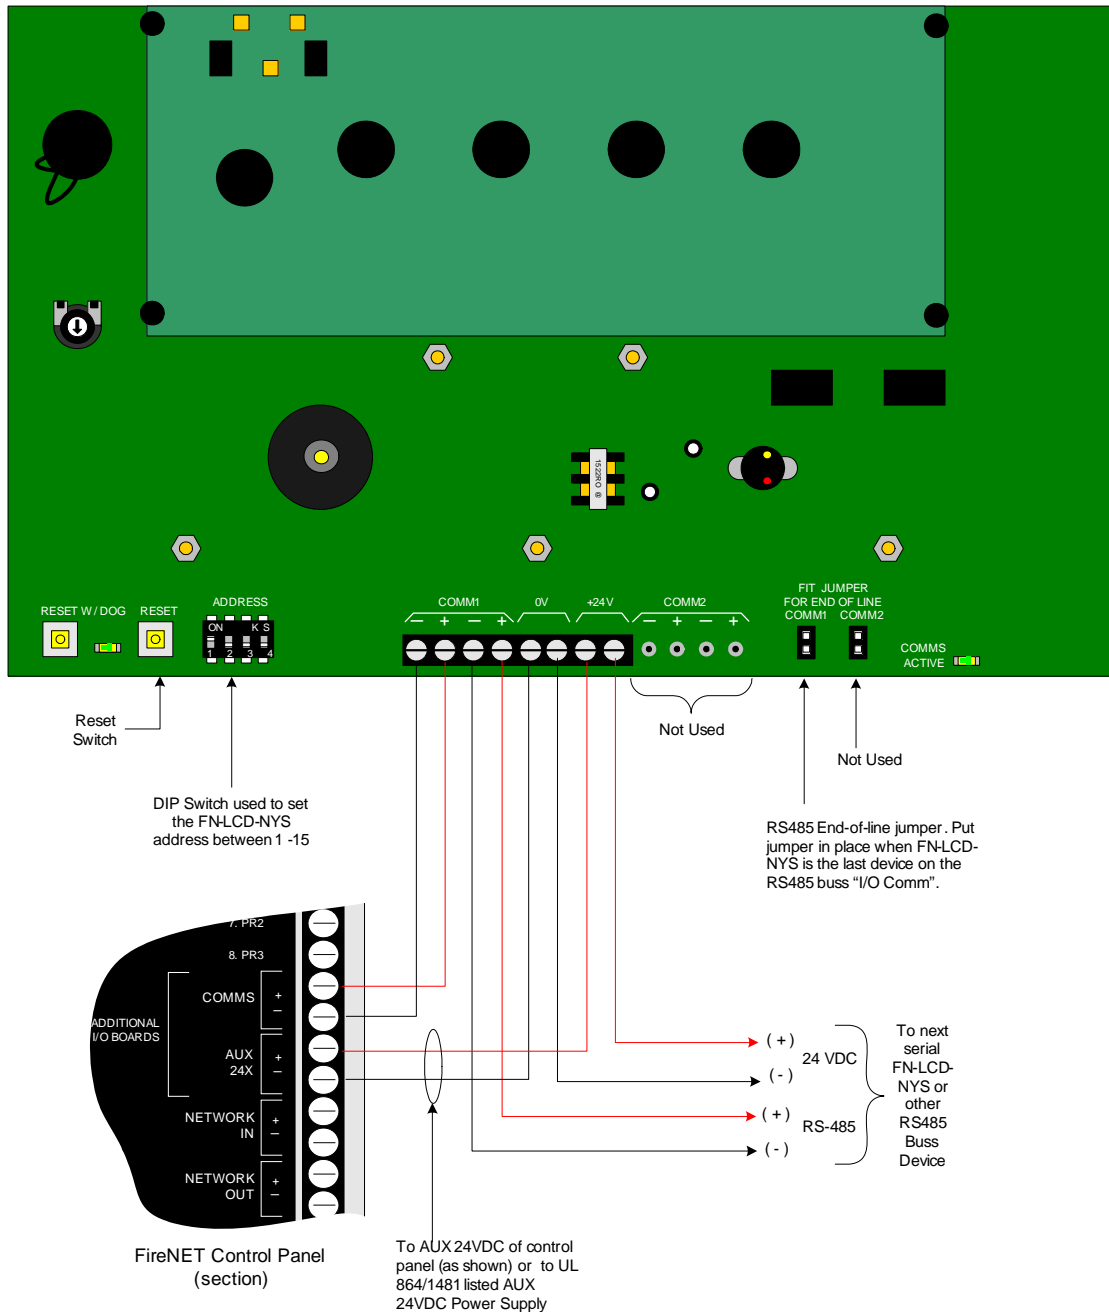 1522RO @
RESET W/ DOG
RESET
ADDRESS
ON K S
1 2 3 4
COMM1
0V
+24V
COMM2
− + − +
− + − +
FIT JUMPER
FOR END OF LINE
COMM1 COMM2
COMMS
ACTIVE
Reset
Switch
DIP Switch used to set
the FN-LCD-NYS
address between 1 -15
Not Used
Not Used
RS485 End-of-line jumper. Put
jumper in place when FN-LCD-
NYS is the last device on the
RS485 buss “I/O Comm”.
7. PR2
8. PR3
ADDITIONAL
I/O BOARDS
COMMS
+
−
AUX
24X
+
−
NETWORK
IN
+
−
NETWORK
OUT
+
−
FireNET Control Panel
(section)
To AUX 24VDC of control
panel (as shown) or to UL
864/1481 listed AUX
24VDC Power Supply
(+)
24 VDC
(-)
(+)
RS-485
(-)
To next
serial
FN-LCD-
NYS or
other
RS485
Buss
Device